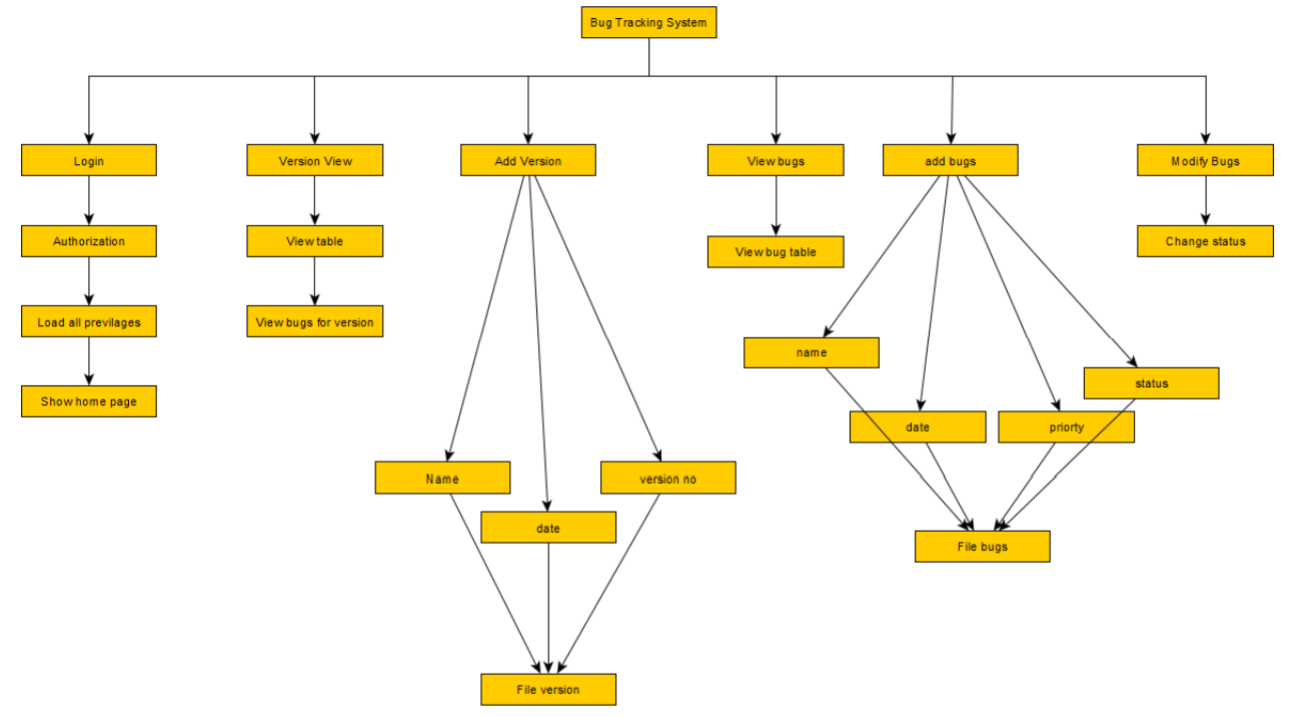 Bug Tracking System
Login
Version View
Add Version
View bugs
add bugs
Modify Bugs
Authorization
View table
View bug table
Change status
Load all previlages
View bugs for version
name
status
Show home page
date
priorty
Name
version no
date
File bugs
File version